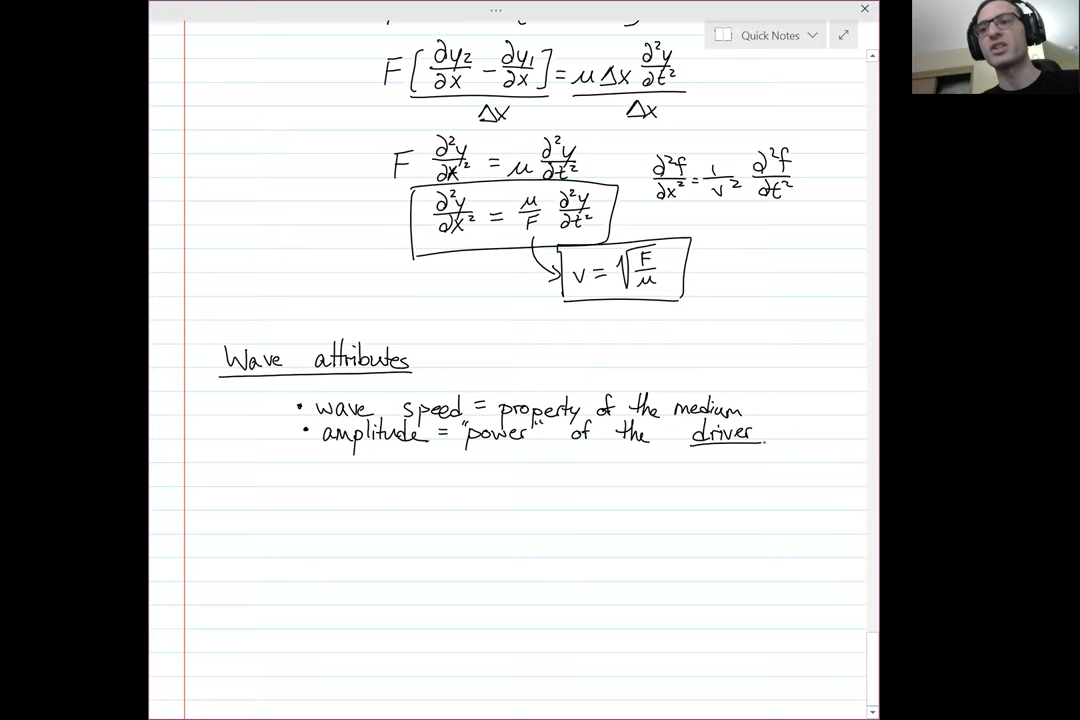 Quick Notes
F [∂y₂/∂x − ∂y₁/∂x] / Δx = μ Δx ∂²y/∂t² / Δx
F ∂²y/∂x² = μ ∂²y/∂t²
∂²f/∂x² = 1/v² ∂²f/∂t²
∂²y/∂x² = μ/F ∂²y/∂t²
v = √(F/μ)
Wave attributes
• wave speed = property of the medium
• amplitude = "power" of the driver.